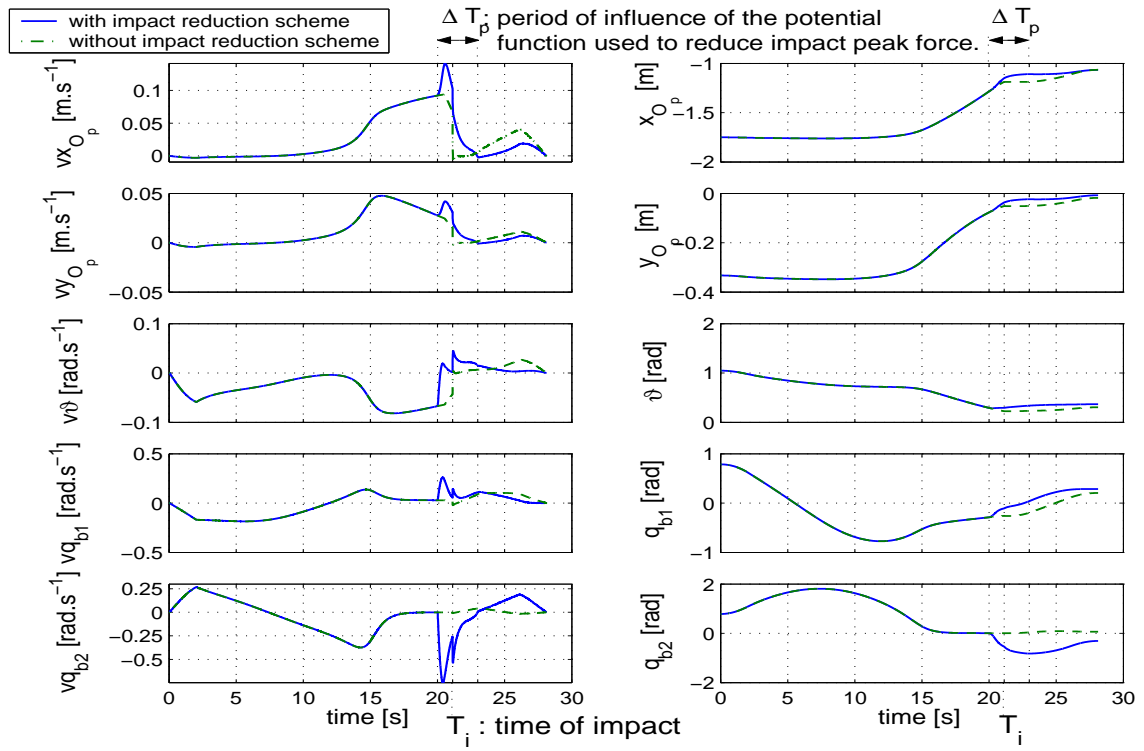 with impact reduction scheme
without impact reduction scheme
Δ T_p : period of influence of the potential
function used to reduce impact peak force.
Δ T_p
vx_{O_p} [m.s^{−1}]
0.1
0.05
0
x_{O_p} [m]
−1
−1.5
−2
vy_{O_p} [m.s^{−1}]
0.05
0
−0.05
y_{O_p} [m]
0
−0.2
−0.4
vϑ [rad.s^{−1}]
0.1
0
−0.1
ϑ [rad]
2
1
0
vq_{b1} [rad.s^{−1}]
0.5
0
−0.5
q_{b1} [rad]
1
0
−1
vq_{b2} [rad.s^{−1}]
0.25
0
−0.25
−0.5
q_{b2} [rad]
2
0
−2
0 5 10 15 20 25 30
time [s]
T_i : time of impact
0 5 10 15 20 25 30
time [s]
T_i